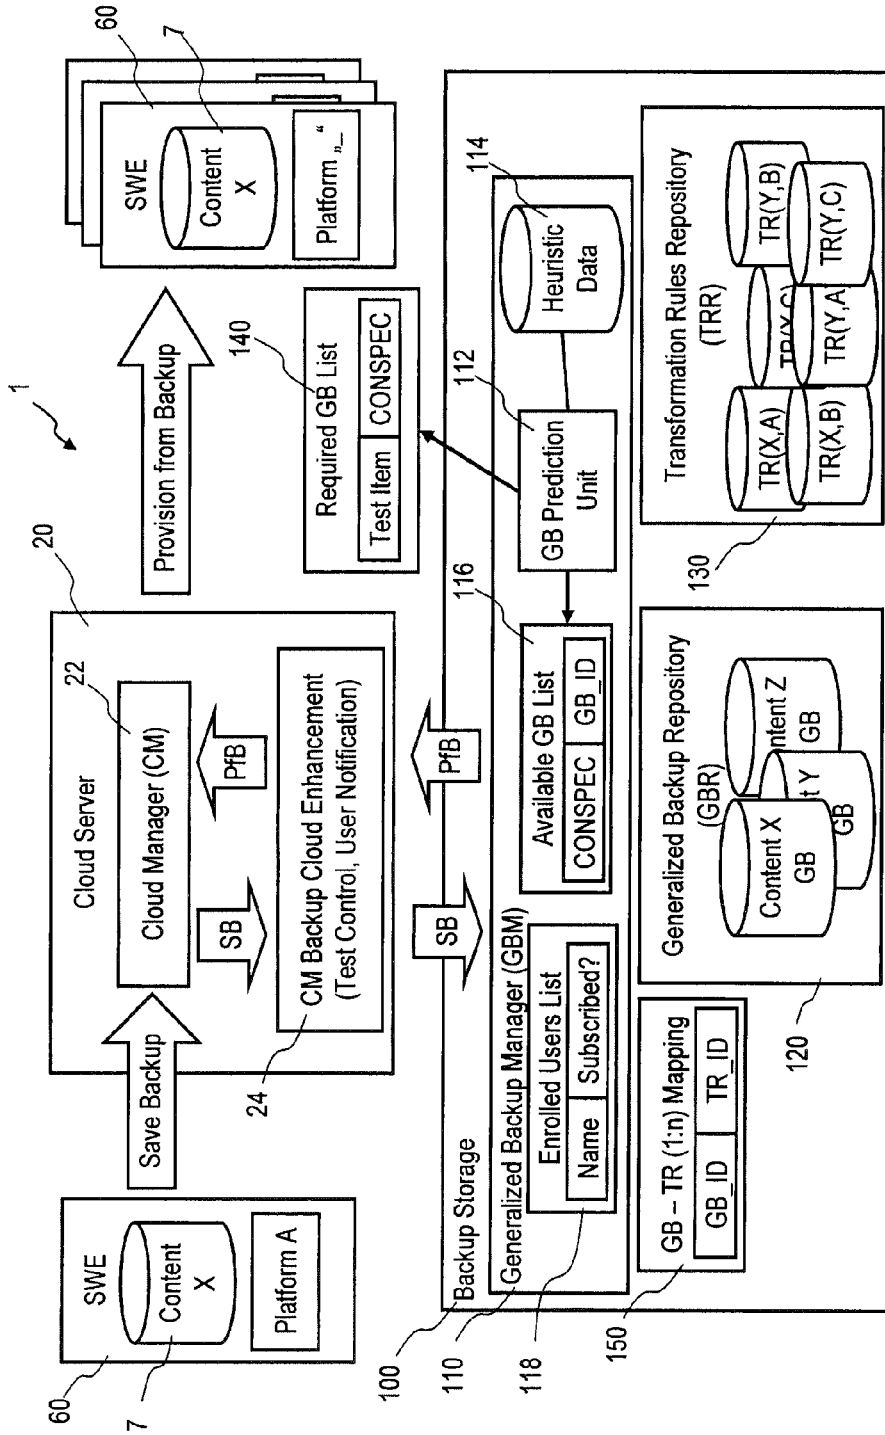 1
60
SWE
Content
X
7
Platform A
Save Backup
20
Cloud Server
22
Cloud Manager (CM)
SB
PfB
24
CM Backup Cloud Enhancement
(Test Control, User Notification)
Provision from Backup
60
SWE
7
Content
X
Platform „_“
140
Required GB List
Test Item
CONSPEC
SB
PfB
100
Backup Storage
110
Generalized Backup Manager (GBM)
118
Enrolled Users List
Name
Subscribed?
116
Available GB List
CONSPEC
GB_ID
112
GB Prediction
Unit
114
Heuristic
Data
150
GB – TR (1:n) Mapping
GB_ID
TR_ID
120
Generalized Backup Repository
(GBR)
Content X
GB
t Y
GB
ontent Z
GB
130
Transformation Rules Repository
(TRR)
TR(X,A)
TR(X,B)
TR(X,C)
TR(Y,A)
TR(Y,B)
TR(Y,C)